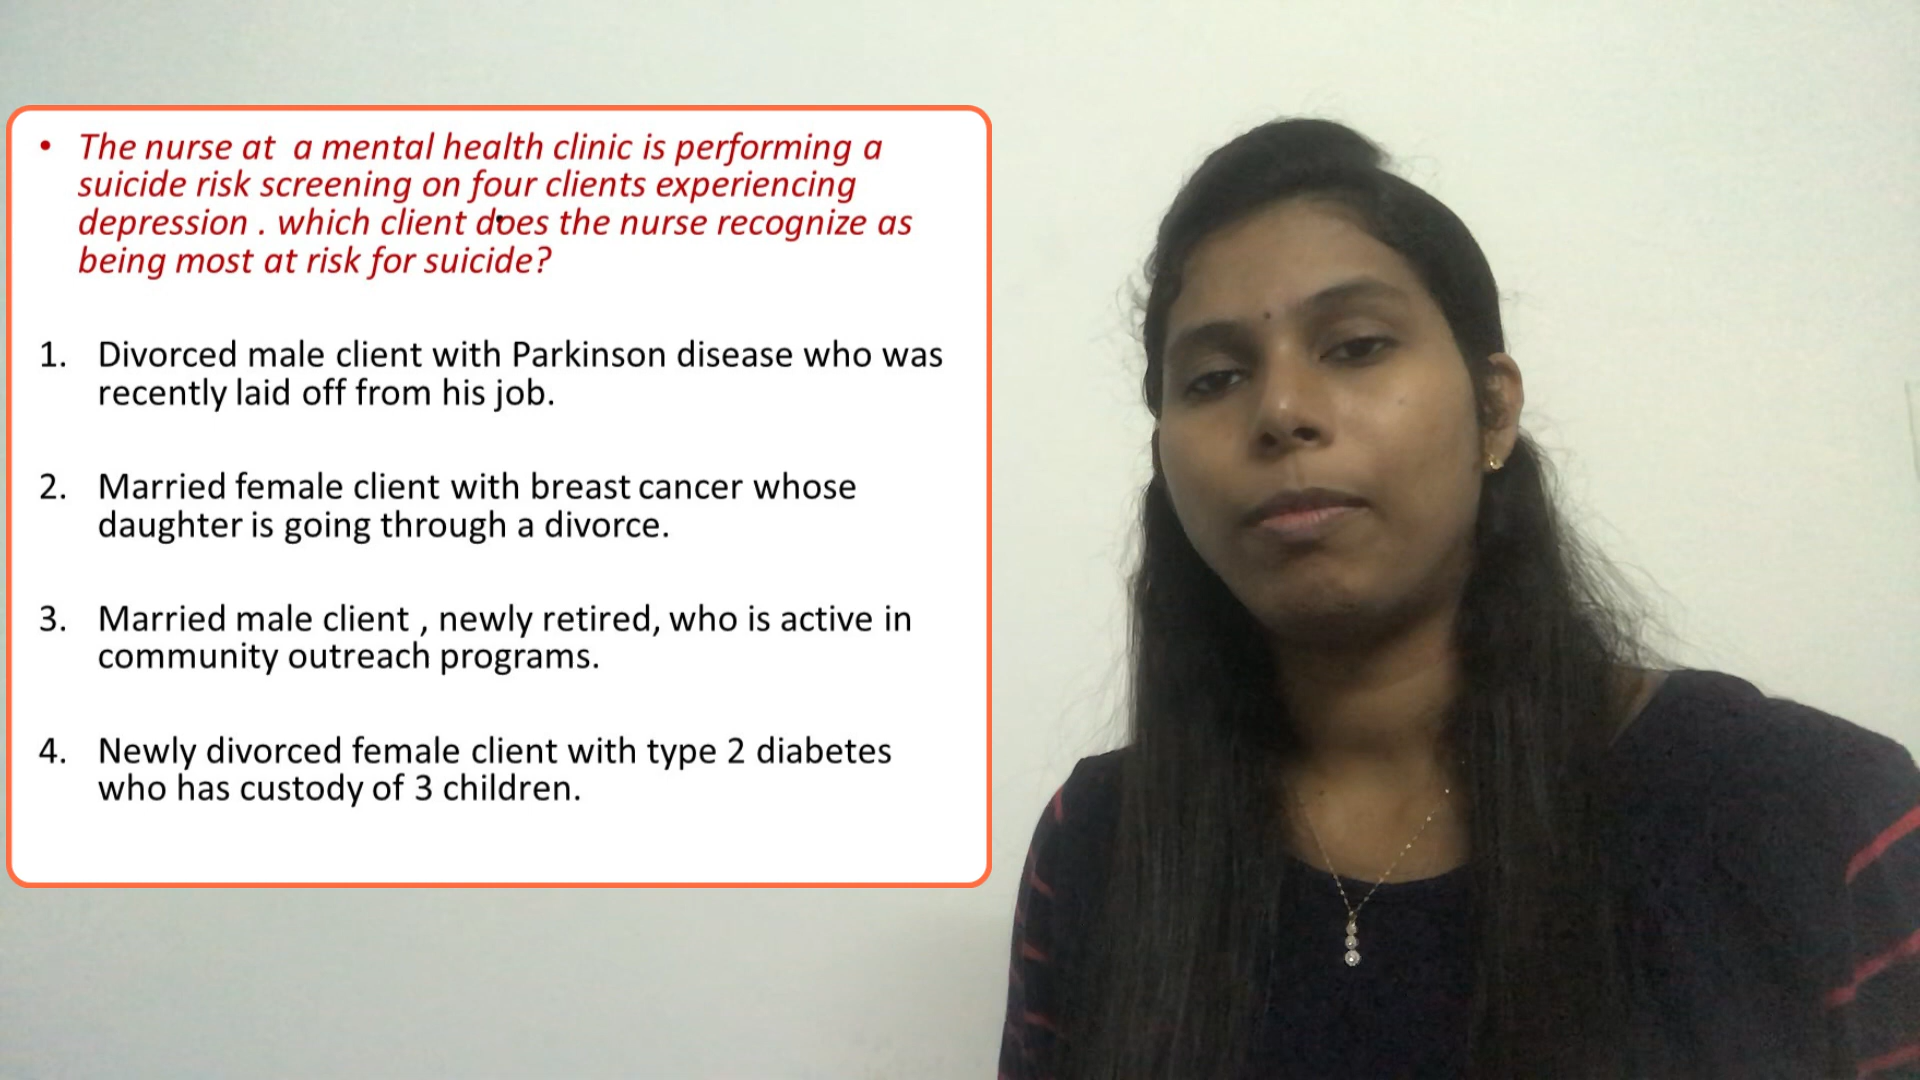 • The nurse at a mental health clinic is performing a
suicide risk screening on four clients experiencing
depression . which client does the nurse recognize as
being most at risk for suicide?
1. Divorced male client with Parkinson disease who was
recently laid off from his job.
2. Married female client with breast cancer whose
daughter is going through a divorce.
3. Married male client , newly retired, who is active in
community outreach programs.
4. Newly divorced female client with type 2 diabetes
who has custody of 3 children.